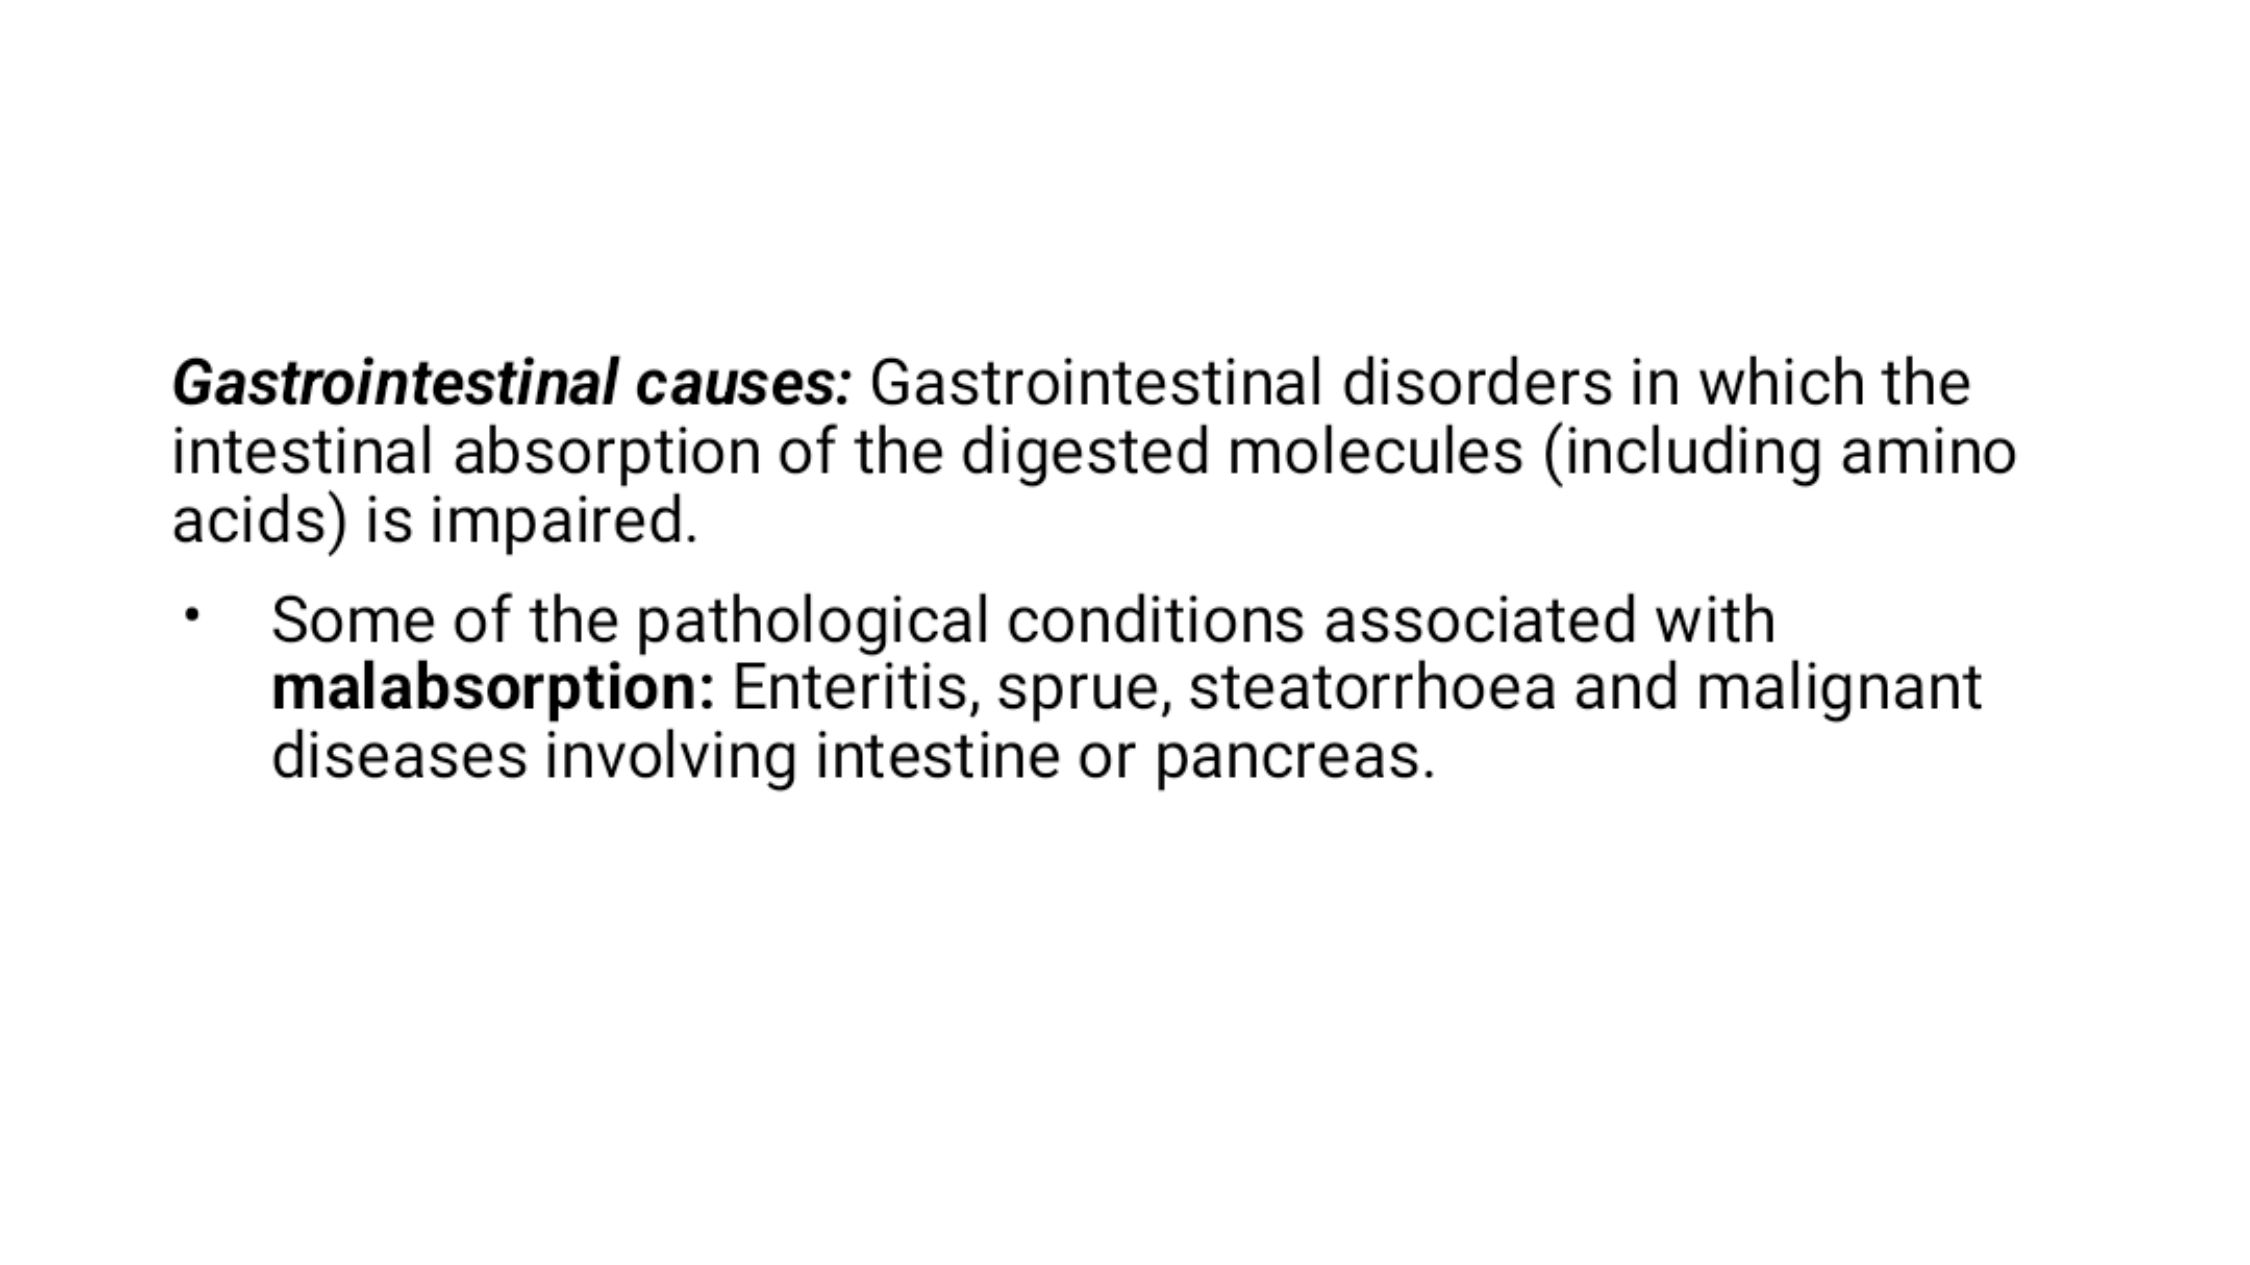 Gastrointestinal causes: Gastrointestinal disorders in which the
intestinal absorption of the digested molecules (including amino
acids) is impaired.
• Some of the pathological conditions associated with
malabsorption: Enteritis, sprue, steatorrhoea and malignant
diseases involving intestine or pancreas.